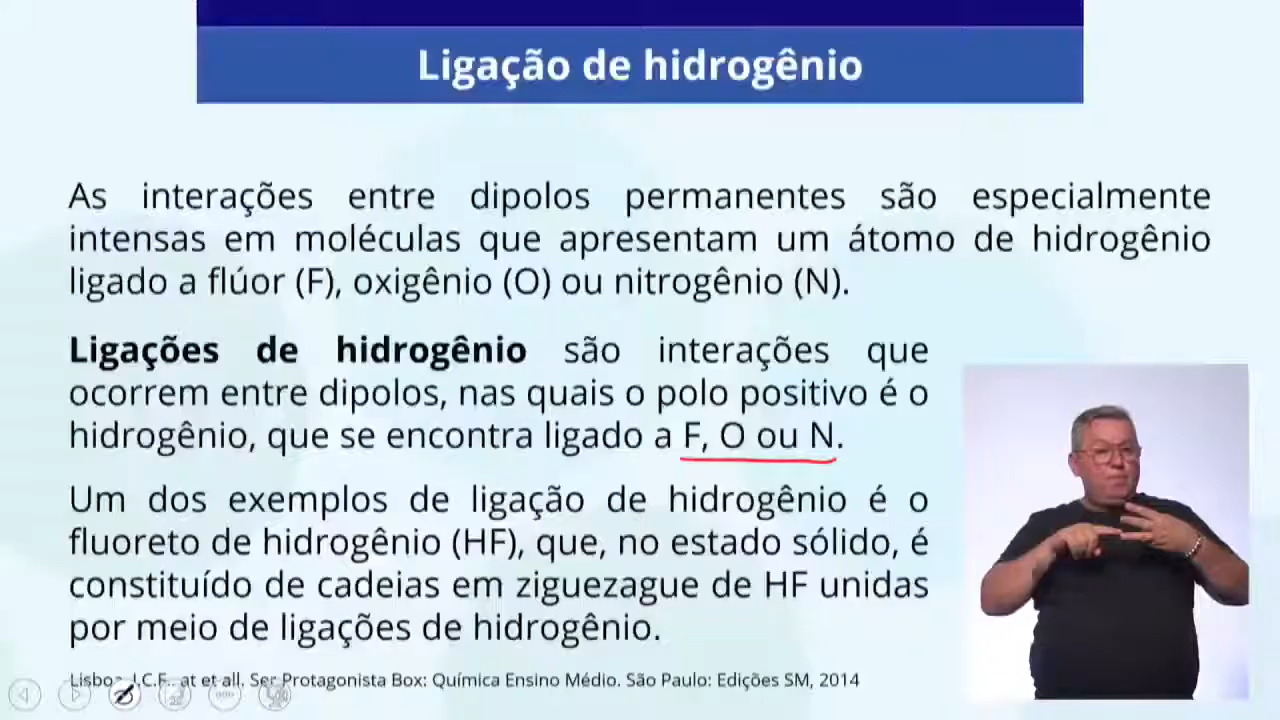 Ligação de hidrogênio
As interações entre dipolos permanentes são especialmente
intensas em moléculas que apresentam um átomo de hidrogênio
ligado a flúor (F), oxigênio (O) ou nitrogênio (N).
Ligações de hidrogênio são interações que
ocorrem entre dipolos, nas quais o polo positivo é o
hidrogênio, que se encontra ligado a F, O ou N.
Um dos exemplos de ligação de hidrogênio é o
fluoreto de hidrogênio (HF), que, no estado sólido, é
constituído de cadeias em ziguezague de HF unidas
por meio de ligações de hidrogênio.
J.C.F.. at et all. Ser Protagonista Box: Química Ensino Médio. São Paulo: Edições SM, 2014